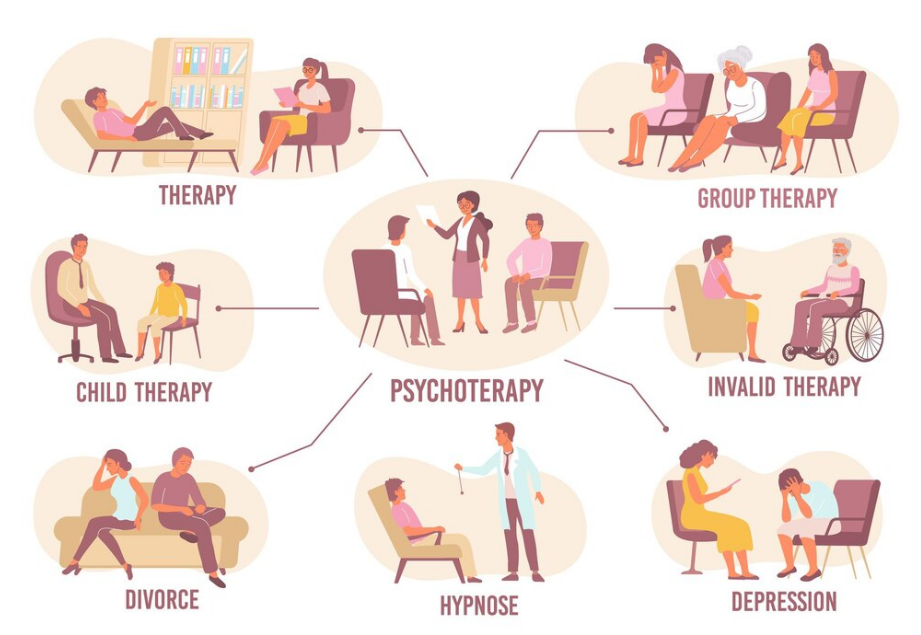 THERAPY
GROUP THERAPY
CHILD THERAPY
PSYCHOTERAPY
INVALID THERAPY
DIVORCE
HYPNOSE
DEPRESSION